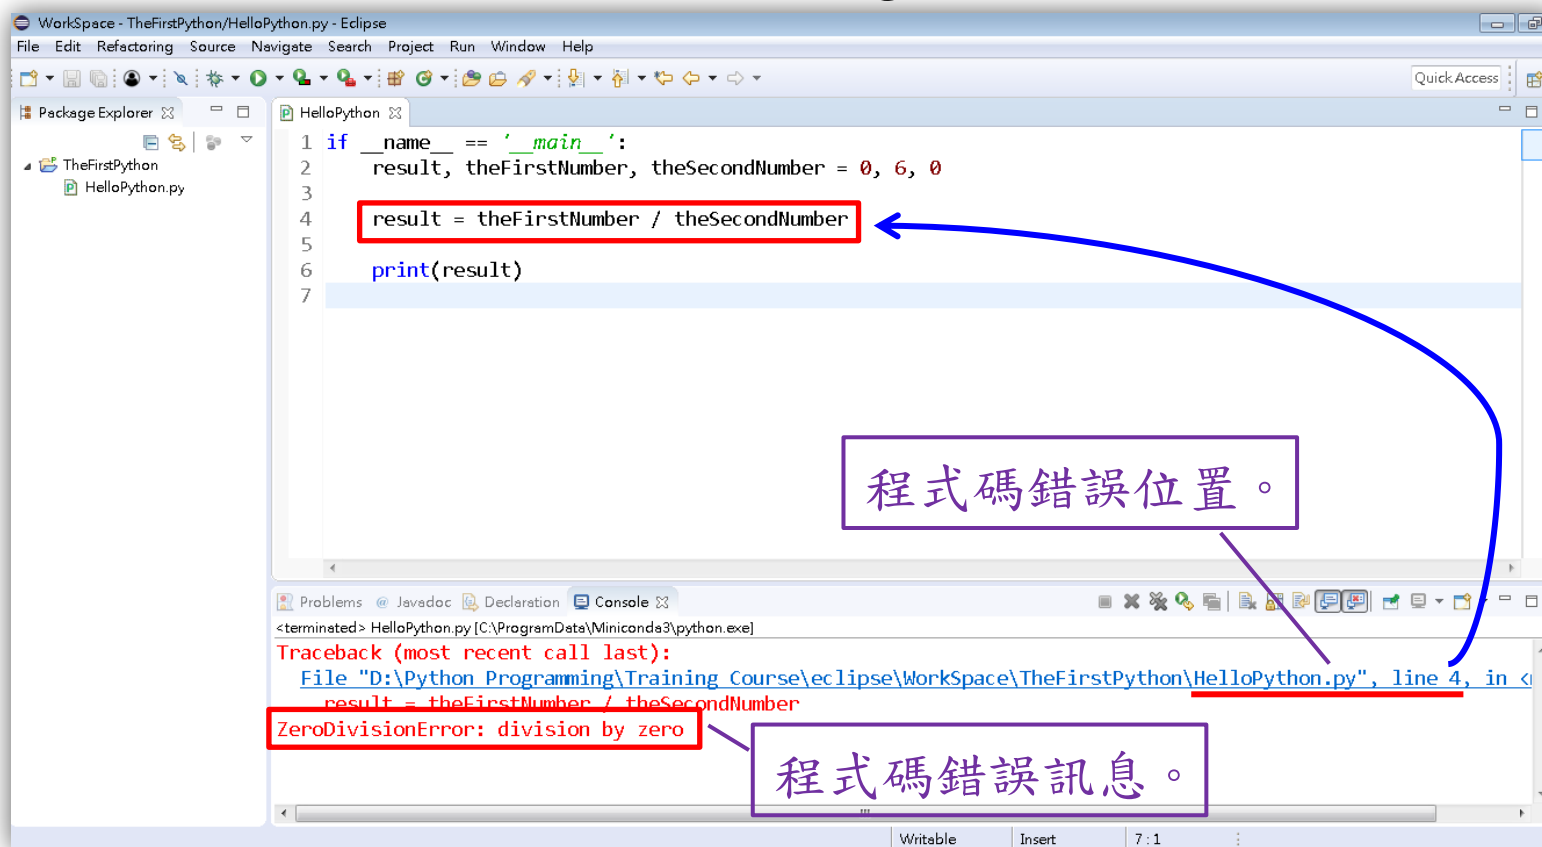 WorkSpace - TheFirstPython/HelloPython.py - Eclipse
File Edit Refactoring Source Navigate Search Project Run Window Help
Quick Access
Package Explorer
HelloPython
TheFirstPython
HelloPython.py
1 if __name__ == '__main__':
2 result, theFirstNumber, theSecondNumber = 0, 6, 0
3
4 result = theFirstNumber / theSecondNumber
5
6 print(result)
7
程式碼錯誤位置。
Problems @ Javadoc Declaration Console
<terminated> HelloPython.py [C:\ProgramData\Miniconda3\python.exe]
Traceback (most recent call last):
File "D:\Python Programming\Training Course\eclipse\WorkSpace\TheFirstPython\HelloPython.py", line 4, in <
result = theFirstNumber / theSecondNumber
ZeroDivisionError: division by zero
程式碼錯誤訊息。
Writable Insert 7 : 1